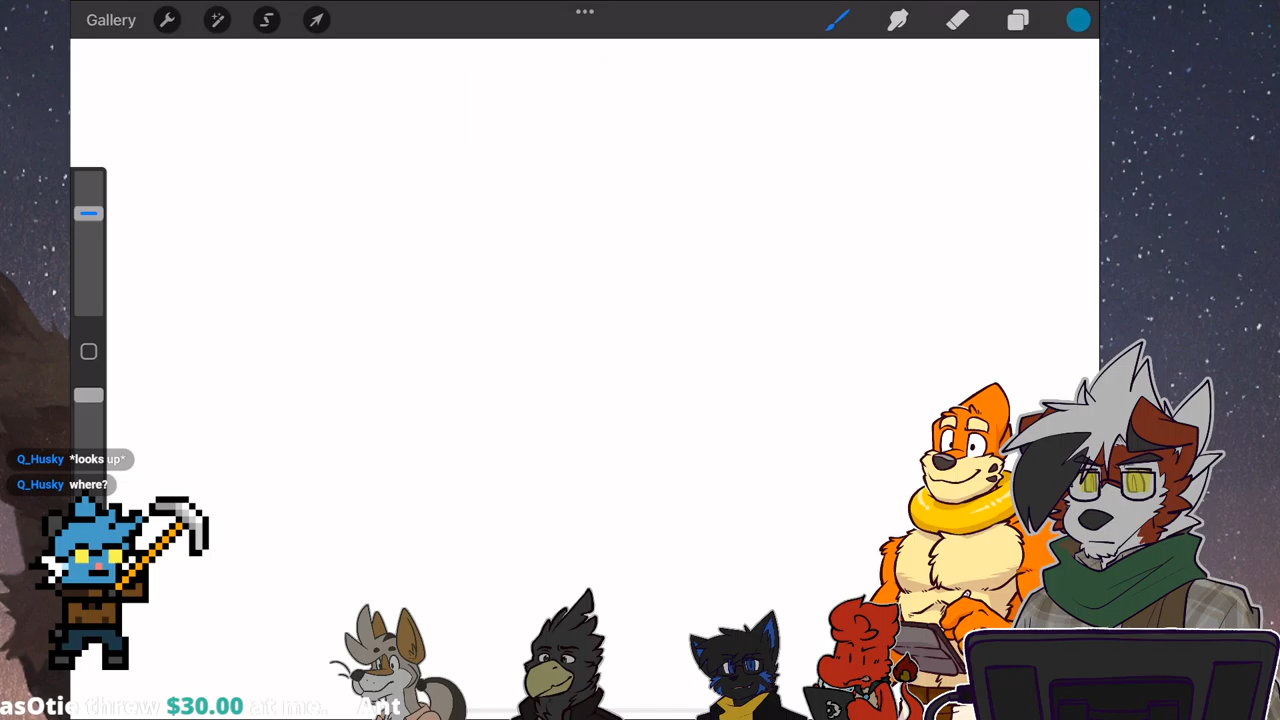 Gallery
Q_Husky *looks up*
Q_Husky where?
asOtie threw $30.00 at me. Ant